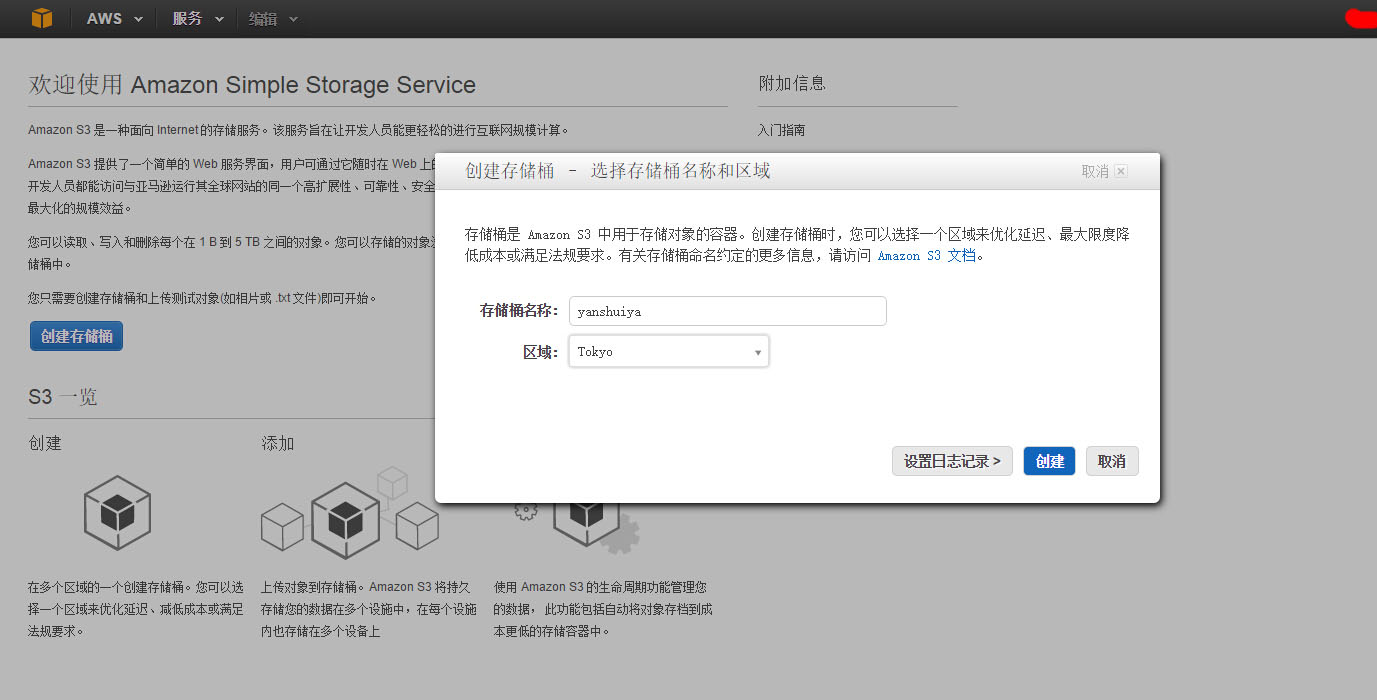 AWS 服务 编辑
欢迎使用 Amazon Simple Storage Service
附加信息
Amazon S3 是一种面向 Internet 的存储服务。该服务旨在让开发人员能更轻松的进行互联网规模计算。
入门指南
Amazon S3 提供了一个简单的 Web 服务界面，用户可通过它随时在 Web 上的
开发人员都能访问与亚马逊运行其全球网站的同一个高扩展性、可靠性、安全
最大化的规模效益。
您可以读取、写入和删除每个在 1 B 到 5 TB 之间的对象。您可以存储的对象
储桶中。
您只需要创建存储桶和上传测试对象(如相片或 .txt 文件)即可开始。
创建存储桶
创建存储桶 - 选择存储桶名称和区域
取消
存储桶是 Amazon S3 中用于存储对象的容器。创建存储桶时，您可以选择一个区域来优化延迟、最大限度降
低成本或满足法规要求。有关存储桶命名约定的更多信息，请访问 Amazon S3 文档。
存储桶名称： yanshuiya
区域： Tokyo
设置日志记录 > 创建 取消
S3 一览
创建
添加
在多个区域的一个创建存储桶。您可以选
择一个区域来优化延迟、减低成本或满足
法规要求。
上传对象到存储桶。Amazon S3 将持久
存储您的数据在多个设施中，在每个设施
内也存储在多个设备上
使用 Amazon S3 的生命周期功能管理您
的数据， 此功能包括自动将对象存档到成
本更低的存储容器中。